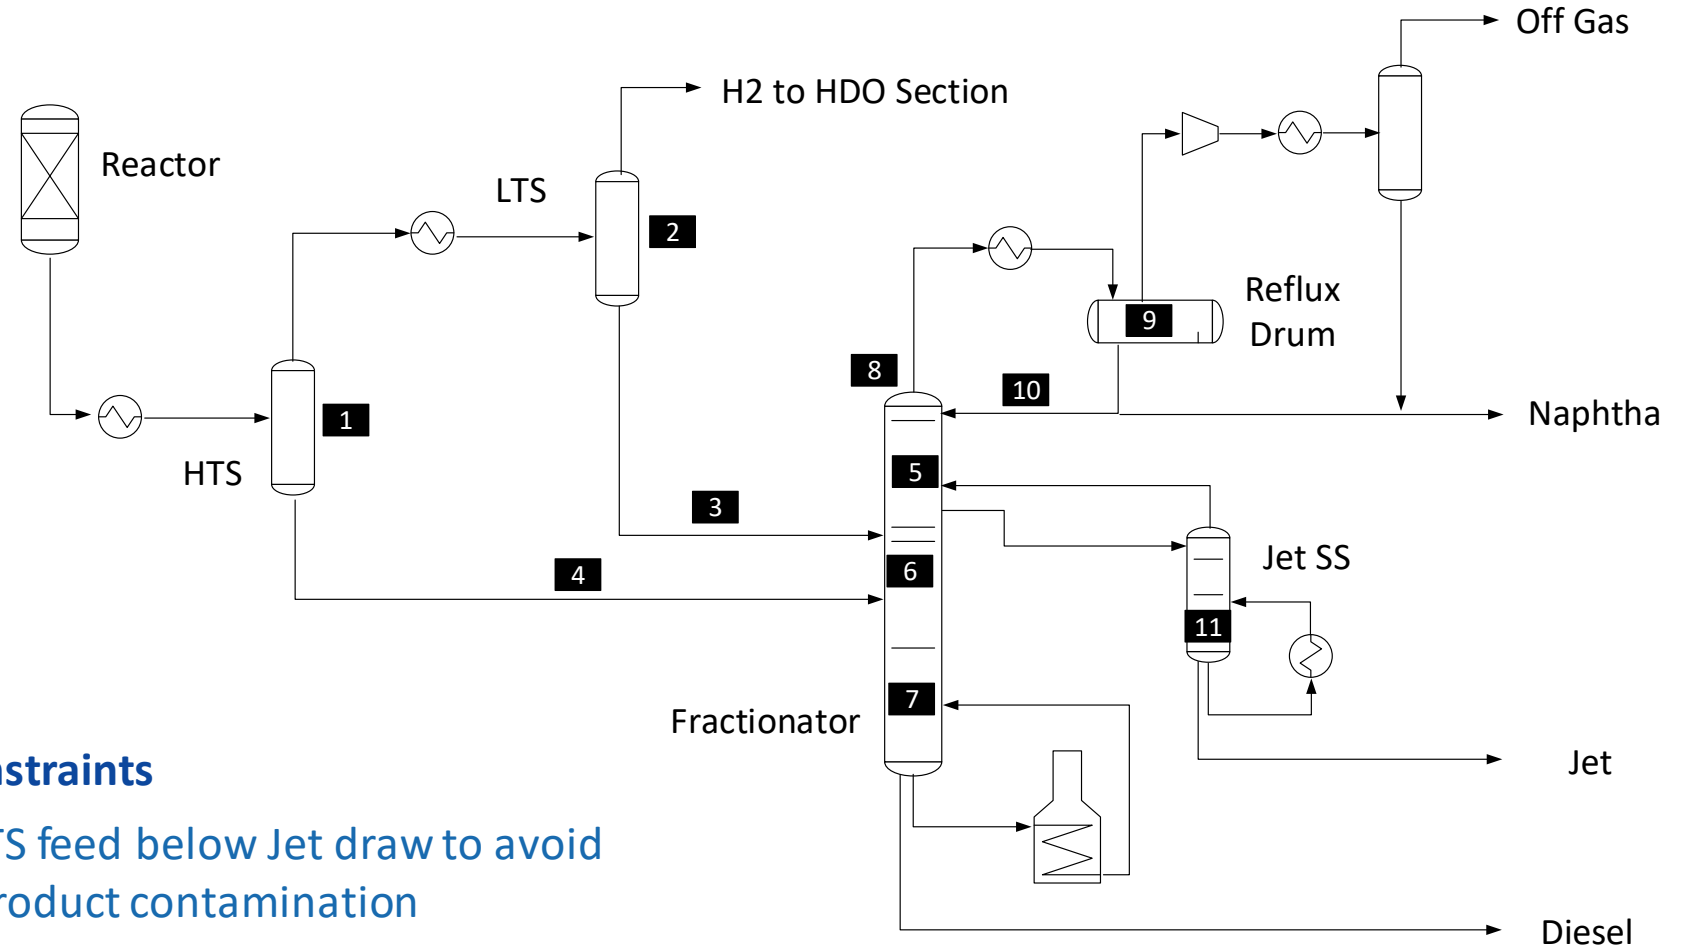 Off Gas
H2 to HDO Section
Reactor
LTS
2
Reflux
Drum
9
8
10
1
Naphtha
HTS
5
3
Jet SS
4
6
11
7
Fractionator
nstraints
Jet
TS feed below Jet draw to avoid
roduct contamination
Diesel